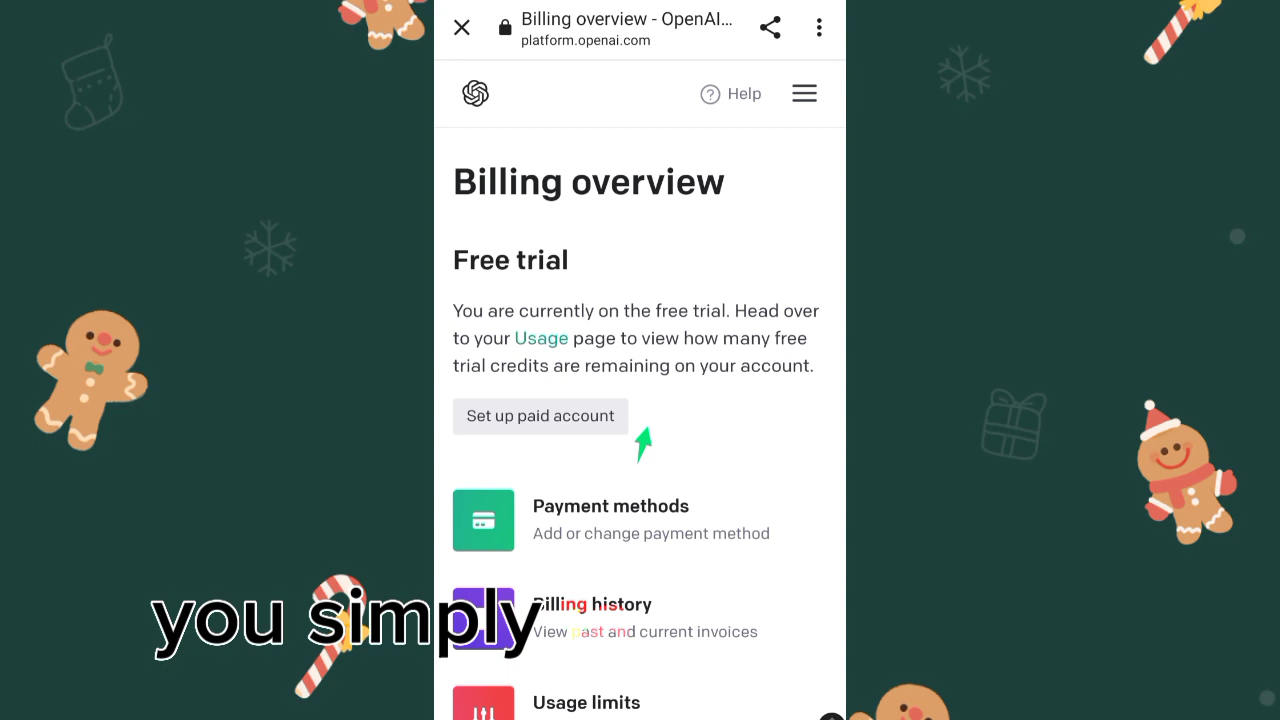 Billing overview - OpenAI...
platform.openai.com
Help
Billing overview
Free trial
You are currently on the free trial. Head over
to your Usage page to view how many free
trial credits are remaining on your account.
Set up paid account
Payment methods
Add or change payment method
Billing history
View past and current invoices
you simply
Usage limits